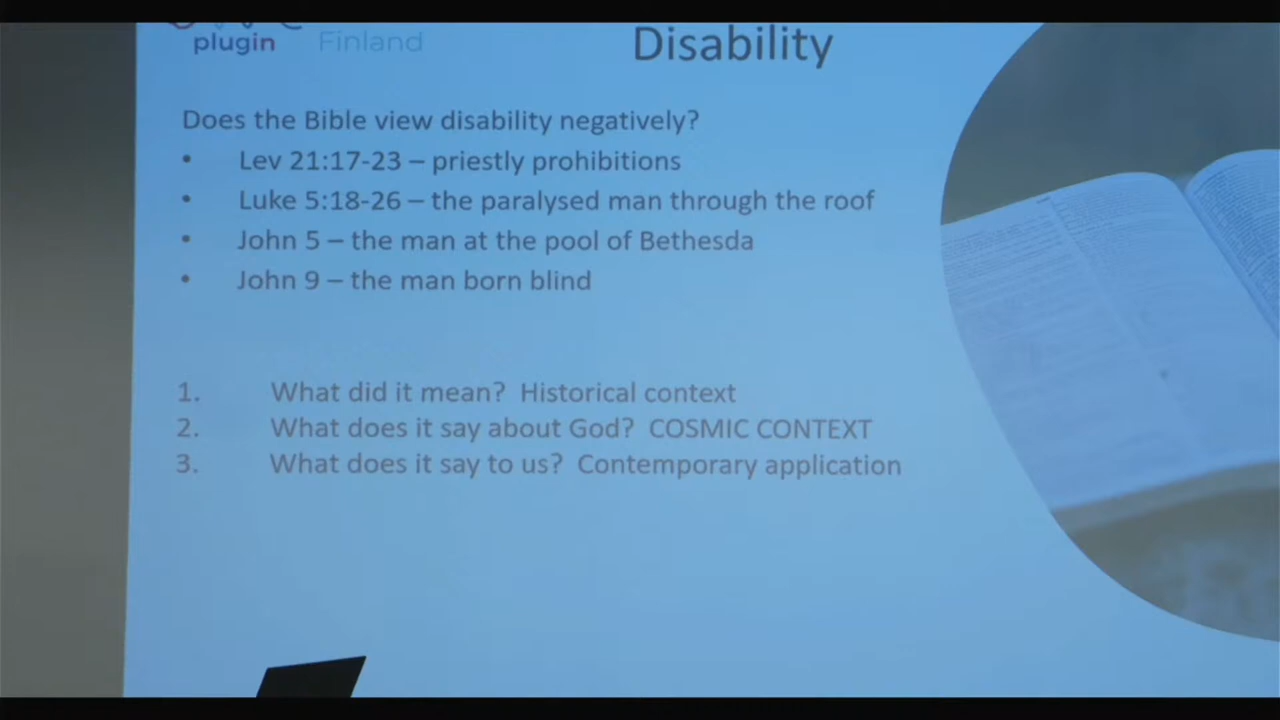 plugin Finland
Disability
Does the Bible view disability negatively?
• Lev 21:17-23 – priestly prohibitions
• Luke 5:18-26 – the paralysed man through the roof
• John 5 – the man at the pool of Bethesda
• John 9 – the man born blind
1. What did it mean? Historical context
2. What does it say about God? COSMIC CONTEXT
3. What does it say to us? Contemporary application